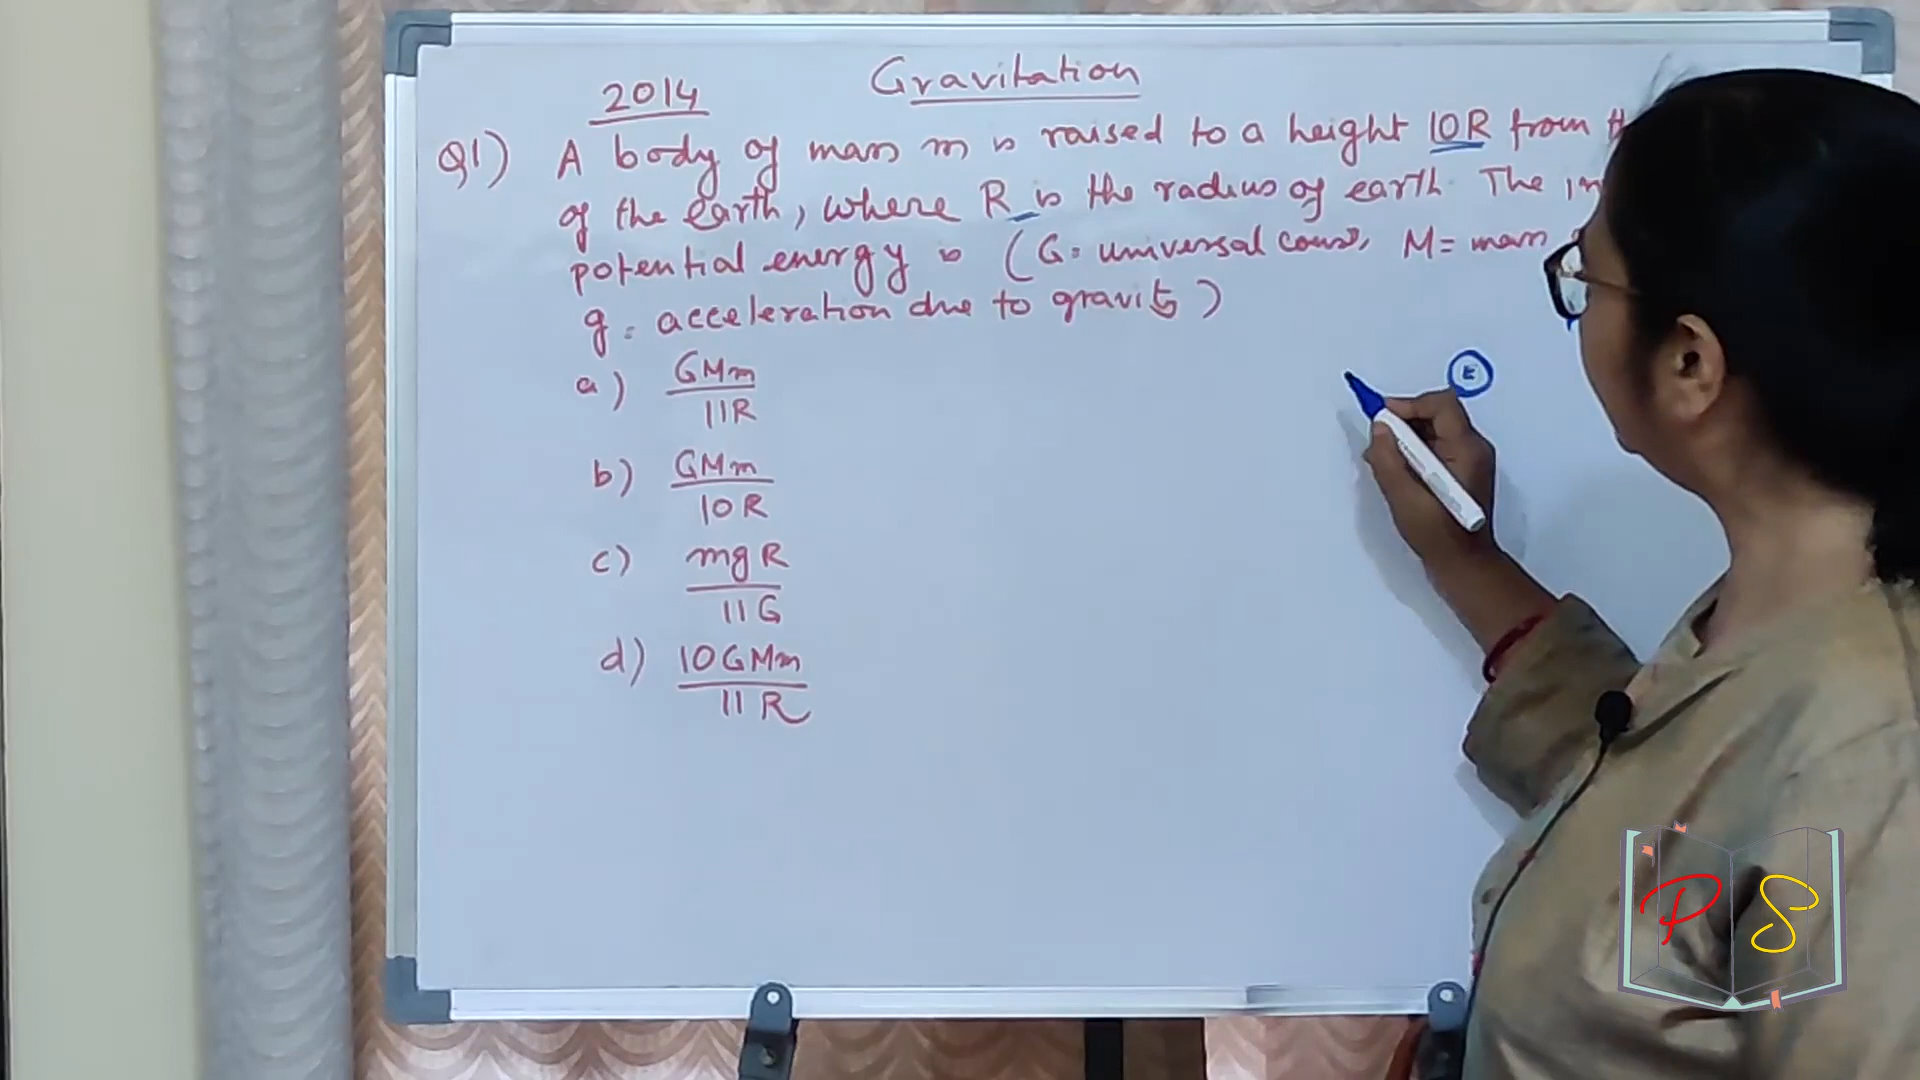 Gravitation
2014
Q1) A body of mass m is raised to a height 10R from
of the earth, where R is the radius of earth. The
potential energy is (G = universal const, M = mass
g = acceleration due to gravity)
a) GMm
11R
b) GMm
10R
c) mgR
11G
d) 10GMm
11R
E
PS